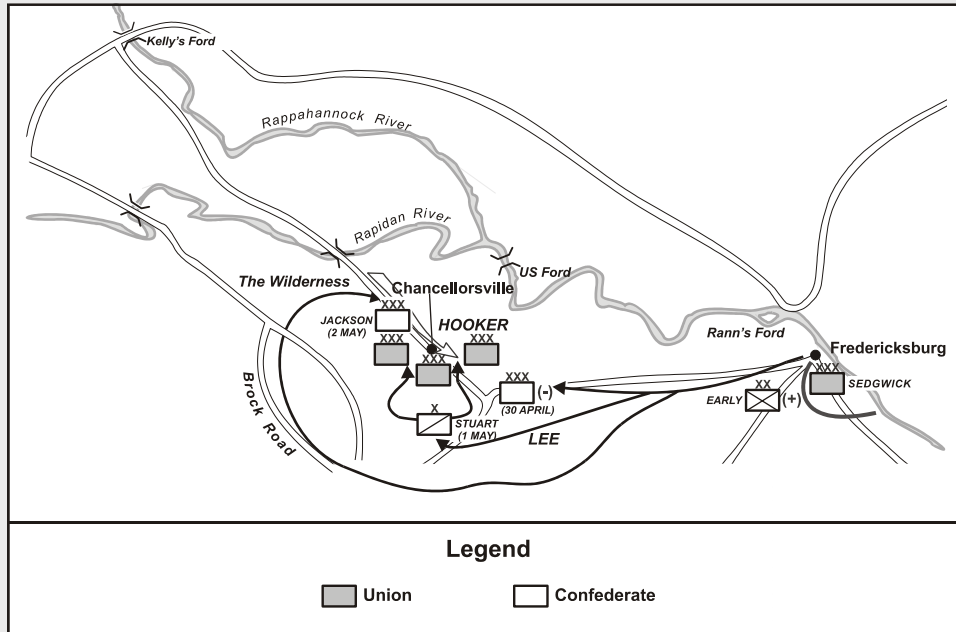 Kelly's Ford
Rappahannock River
Rapidan River
US Ford
The Wilderness
Chancellorsville
XXX
JACKSON
(2 MAY)
HOOKER
XXX
XXX
XXX
Rann's Ford
Fredericksburg
XXX
SEDGWICK
XXX
(-)
(30 APRIL)
XX
EARLY
(+)
X
STUART
(1 MAY)
LEE
Brock Road
Legend
Union
Confederate